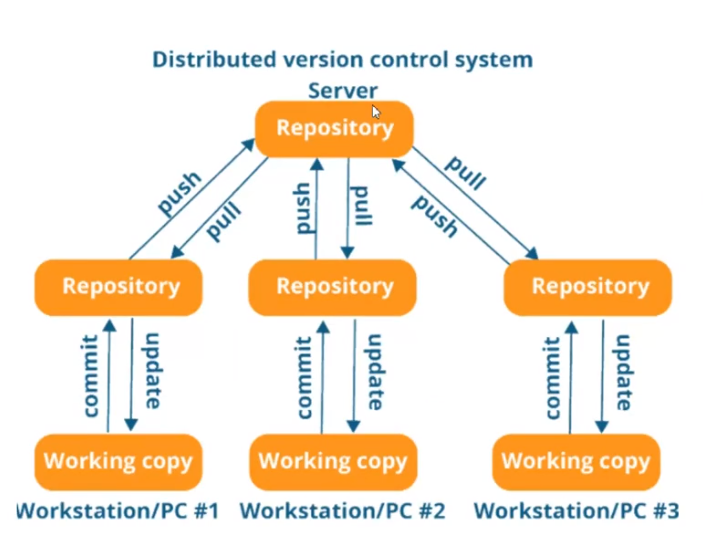 Distributed version control system
Server
Repository
push
pull
push
pull
pull
push
Repository
Repository
Repository
commit
update
commit
update
commit
update
Working copy
Working copy
Working copy
Workstation/PC #1
Workstation/PC #2
Workstation/PC #3